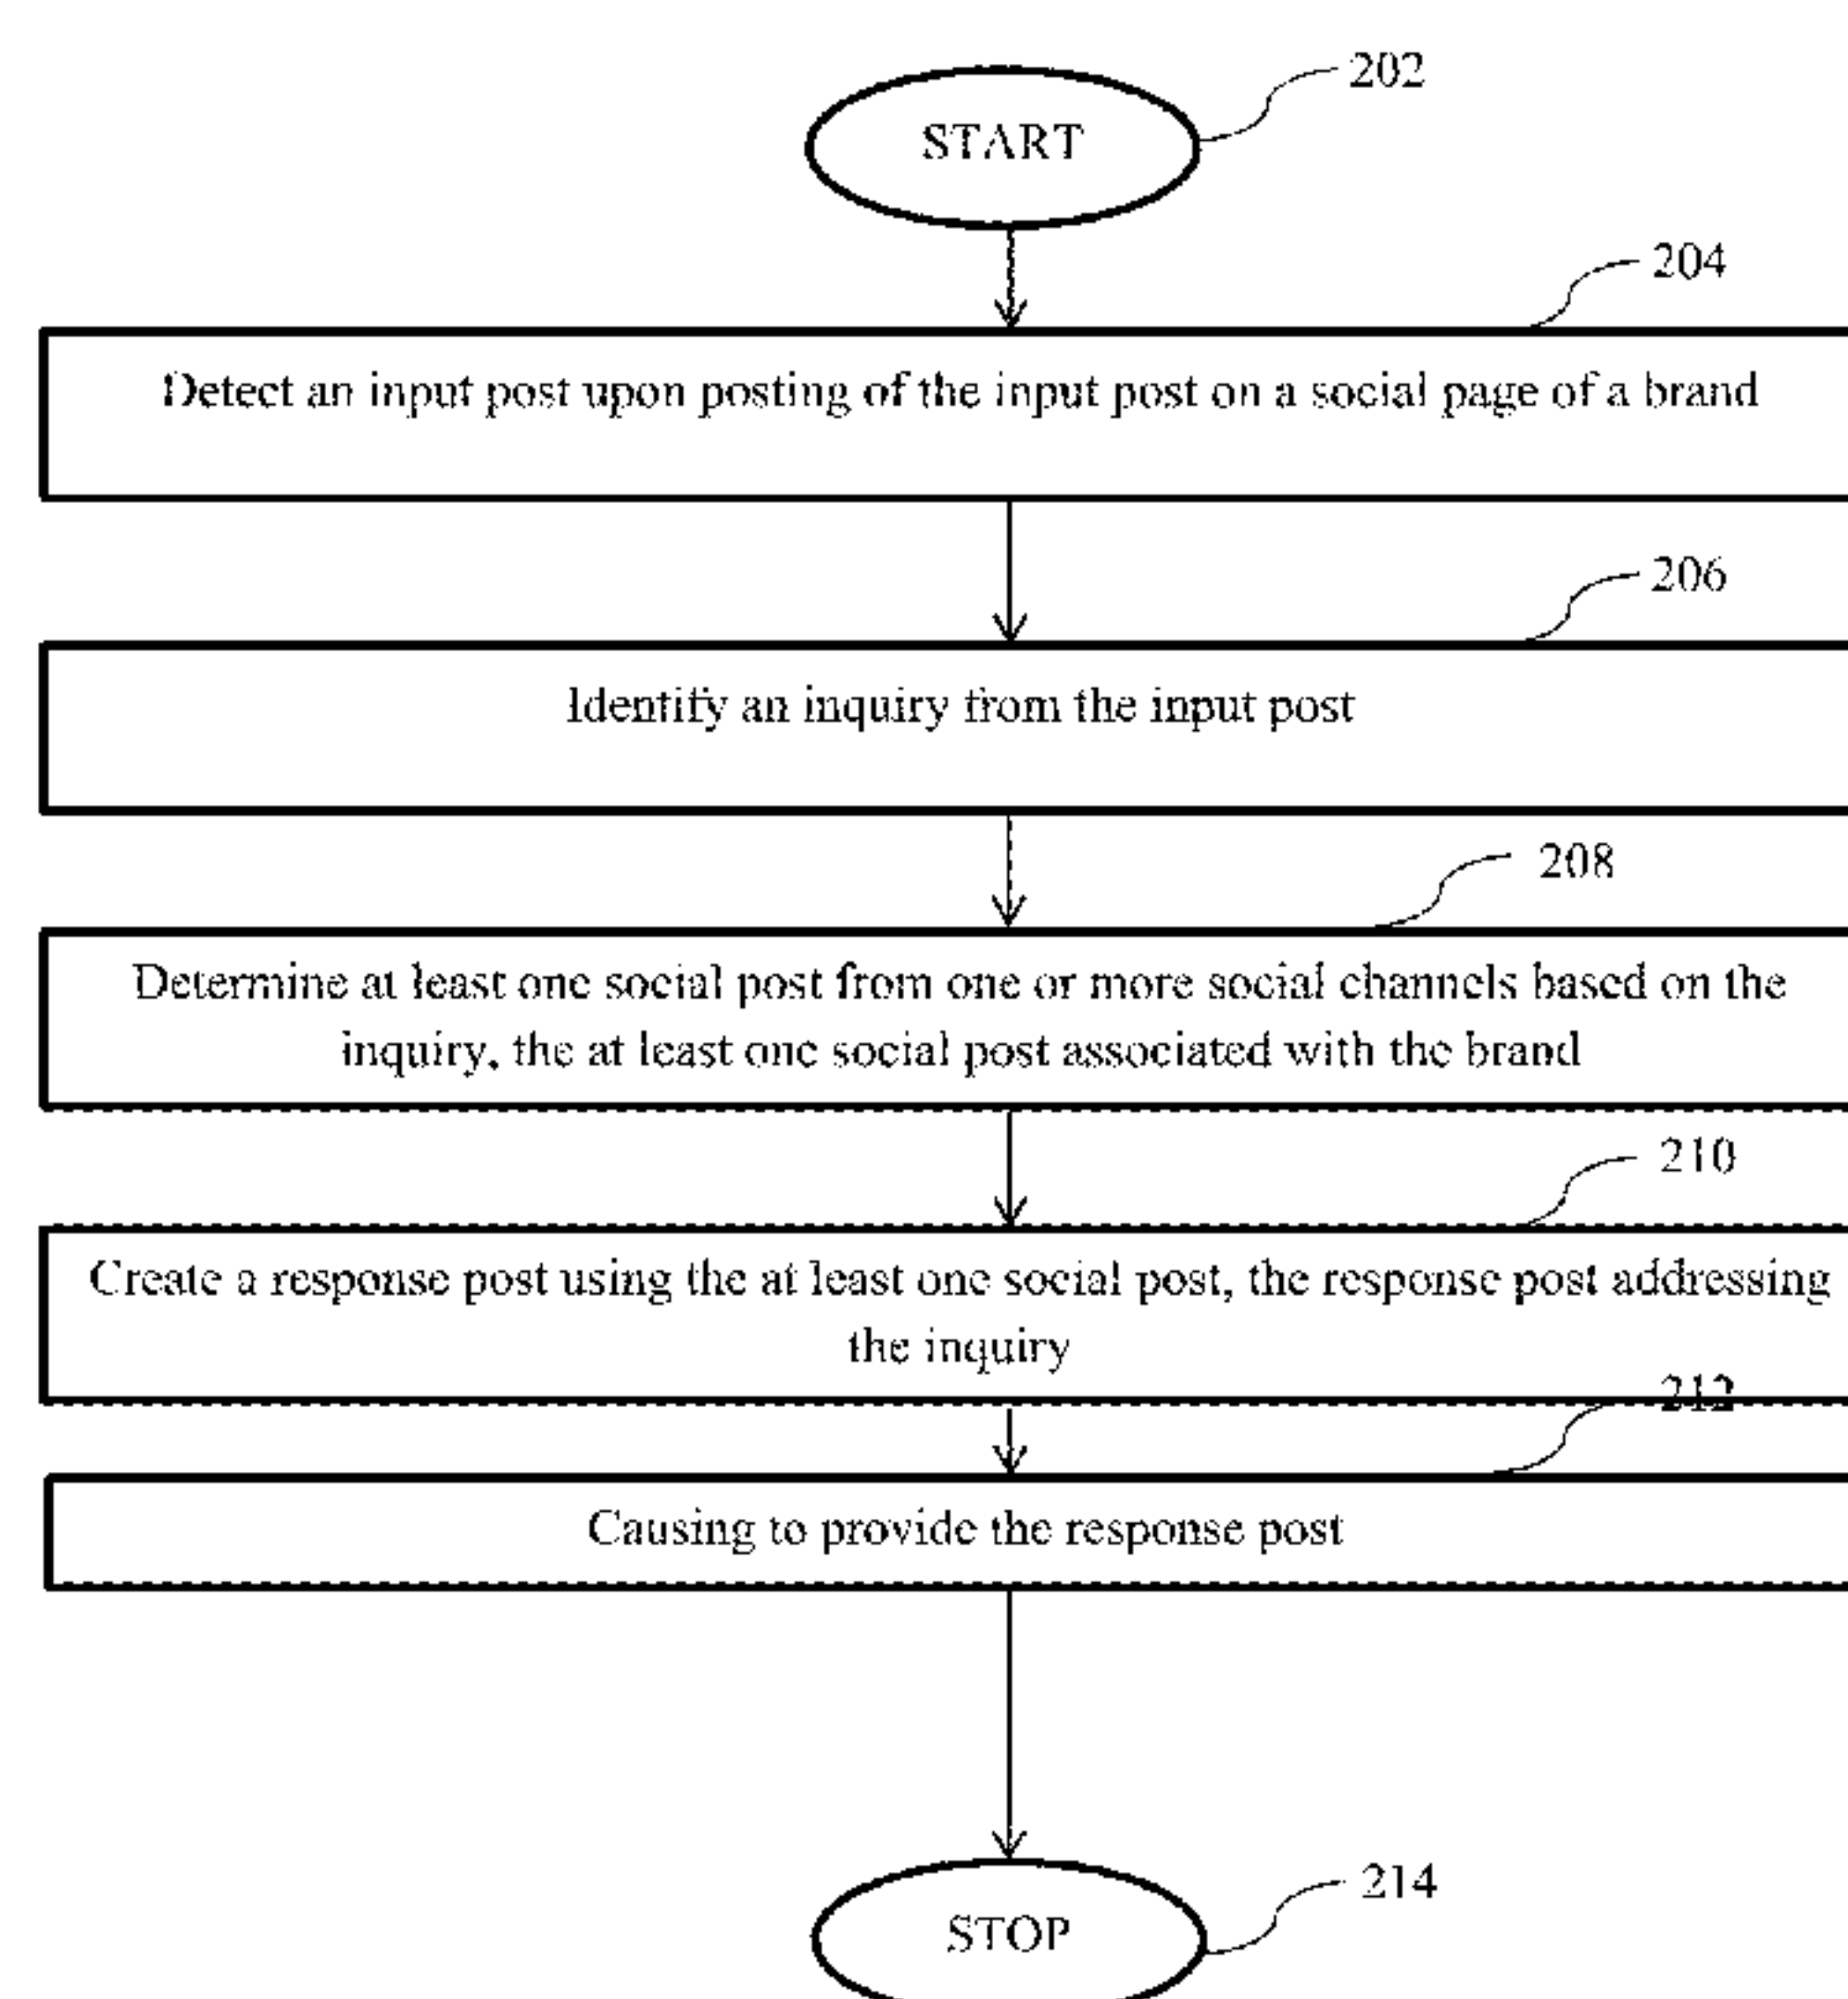 202
START
204
Detect an input post upon posting of the input post on a social page of a brand
206
Identify an inquiry from the input post
208
Determine at least one social post from one or more social channels based on the
inquiry, the at least one social post associated with the brand
210
Create a response post using the at least one social post, the response post addressing
the inquiry
212
Causing to provide the response post
214
STOP